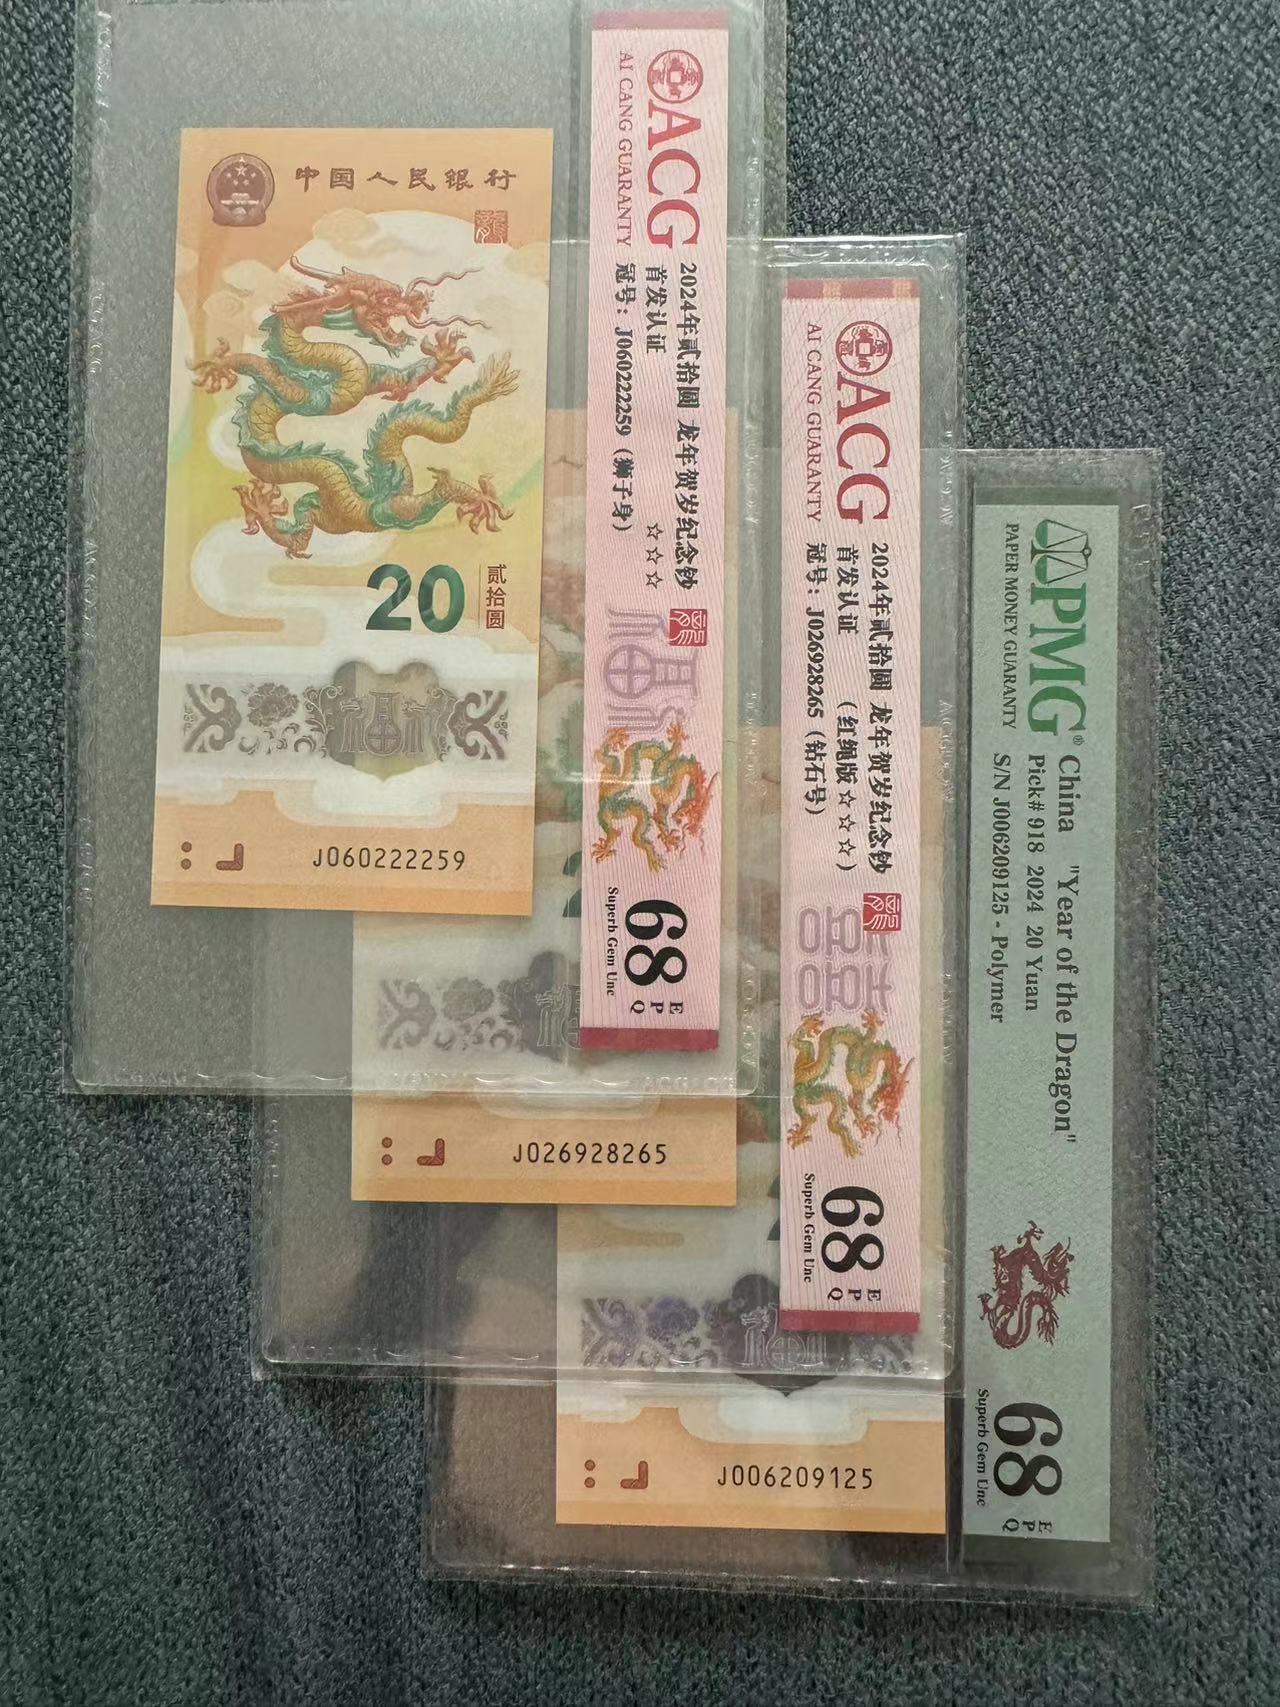 中国人民银行
20
贰拾圆
福
J060222259
ACG
AI CANG GUARANTY
2024年贰拾圆 龙年贺岁纪念钞
首发认证 ☆☆☆
冠号：J060222259（狮子身）
福
68
EPQ
Superb Gem Unc
J026928265
ACG
AI CANG GUARANTY
2024年贰拾圆 龙年贺岁纪念钞
首发认证 （红绳版☆☆☆）
冠号：J026928265（钻石号）
囍
68
EPQ
Superb Gem Unc
J006209125
PMG®
PAPER MONEY GUARANTY
China "Year of the Dragon"
Pick# 918 2024 20 Yuan
S/N J006209125 - Polymer
68
EPQ
Superb Gem Unc